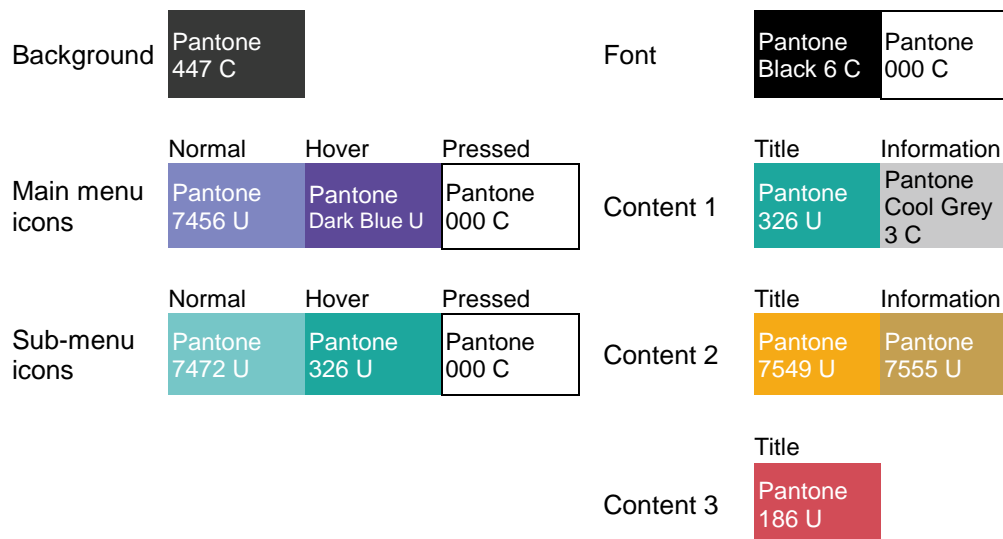 Background
Pantone
447 C
Font
Pantone
Black 6 C
Pantone
000 C
Normal
Hover
Pressed
Main menu
icons
Pantone
7456 U
Pantone
Dark Blue U
Pantone
000 C
Title
Information
Content 1
Pantone
326 U
Pantone
Cool Grey
3 C
Normal
Hover
Pressed
Sub-menu
icons
Pantone
7472 U
Pantone
326 U
Pantone
000 C
Title
Information
Content 2
Pantone
7549 U
Pantone
7555 U
Title
Content 3
Pantone
186 U